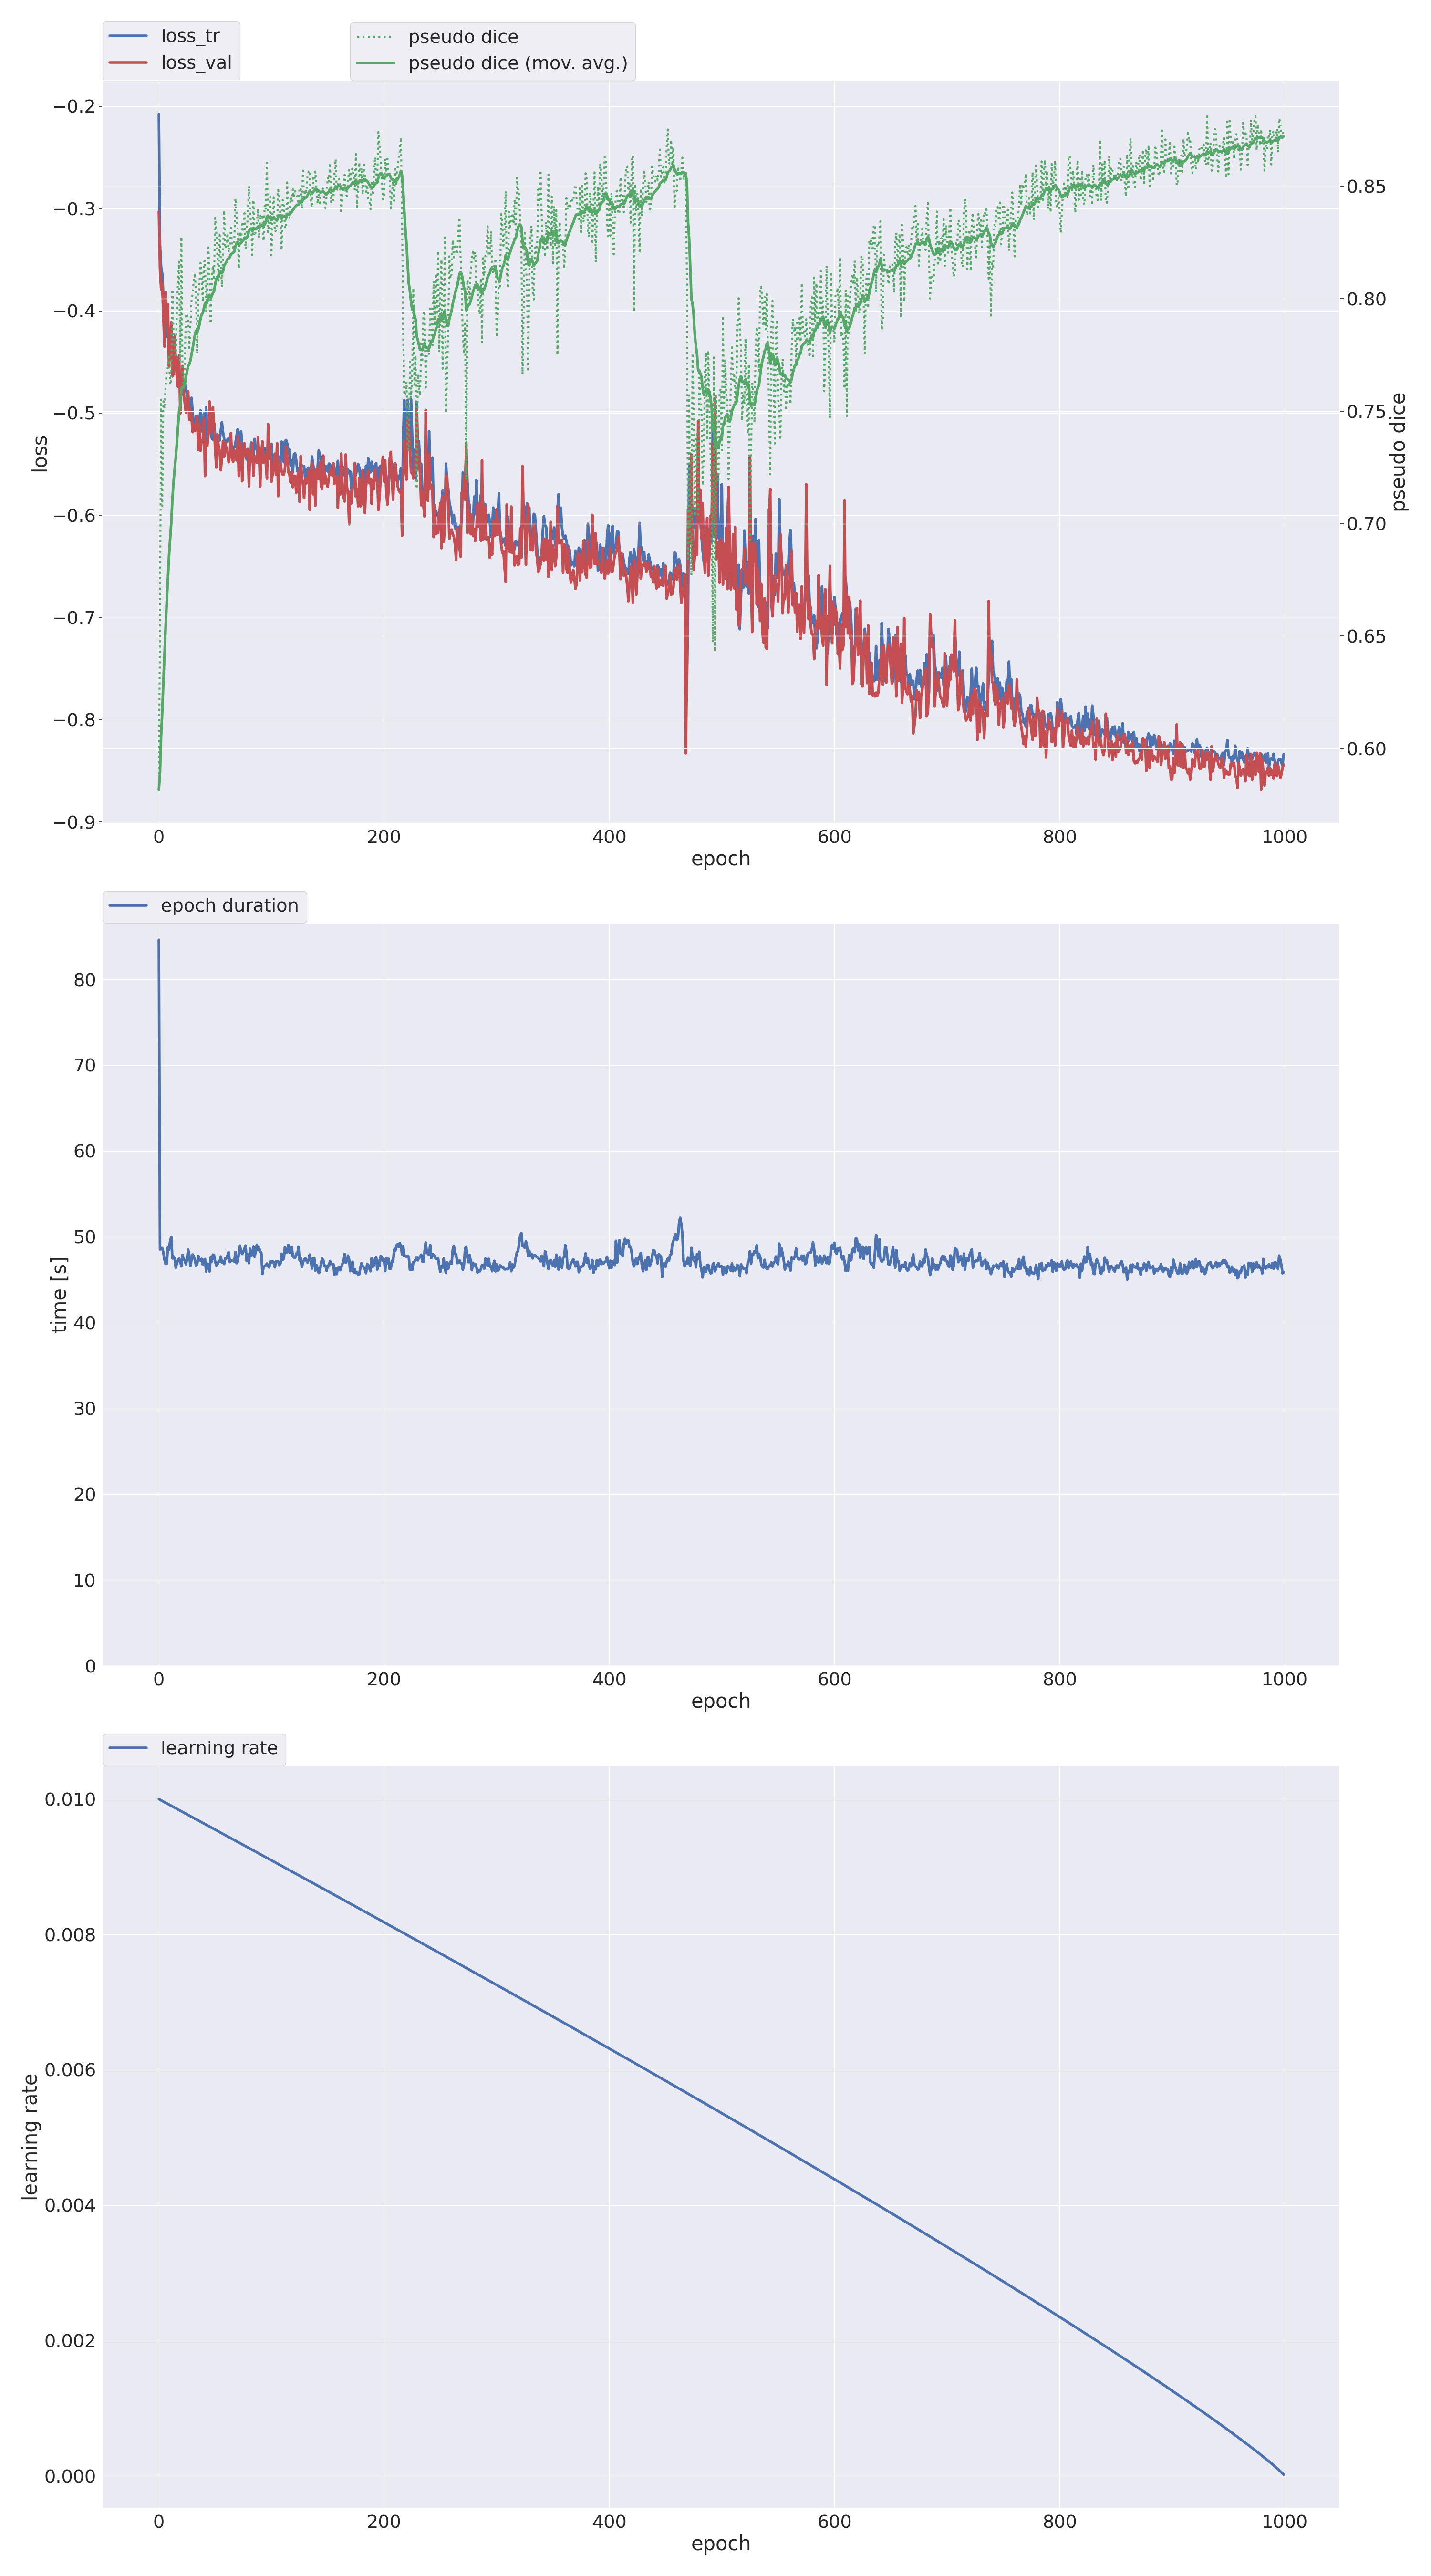 loss_tr
loss_val
pseudo dice
pseudo dice (mov. avg.)
−0.2
−0.3
−0.4
−0.5
−0.6
−0.7
−0.8
−0.9
loss
0.85
0.80
0.75
0.70
0.65
0.60
pseudo dice
0 200 400 600 800 1000
epoch
epoch duration
80
70
60
50
40
30
20
10
0
time [s]
0 200 400 600 800 1000
epoch
learning rate
0.010
0.008
0.006
0.004
0.002
0.000
learning rate
0 200 400 600 800 1000
epoch